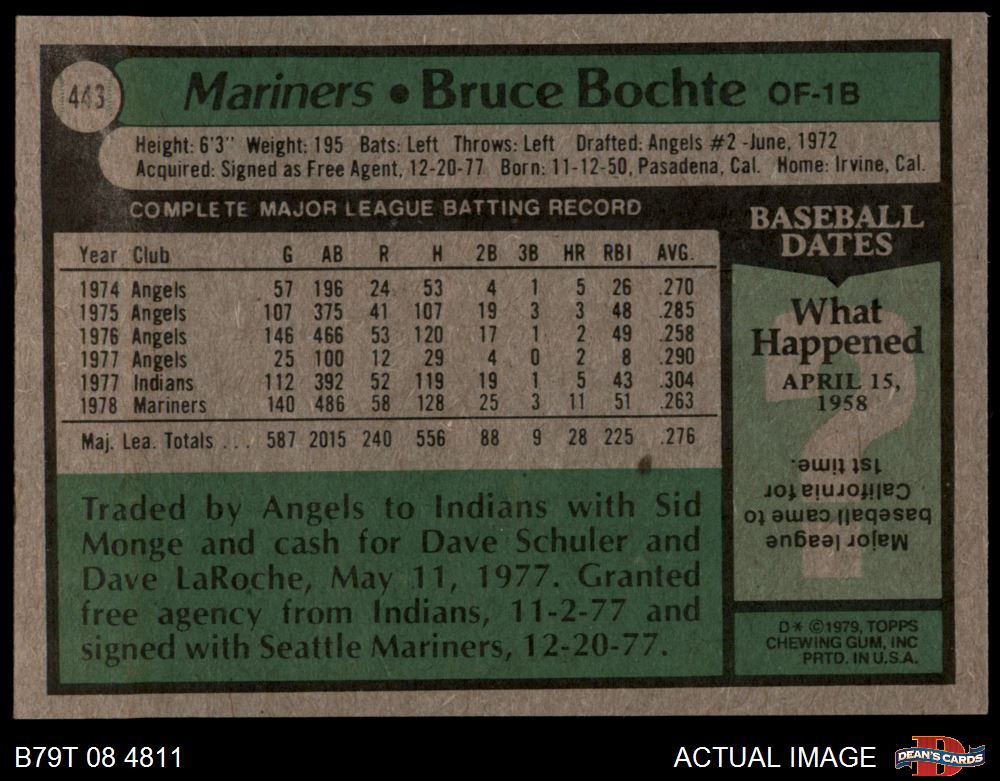 443
Mariners • Bruce Bochte OF-1B
Height: 6'3" Weight: 195 Bats: Left Throws: Left Drafted: Angels #2 -June, 1972
Acquired: Signed as Free Agent, 12-20-77 Born: 11-12-50, Pasadena, Cal. Home: Irvine, Cal.
COMPLETE MAJOR LEAGUE BATTING RECORD
Year Club G AB R H 2B 3B HR RBI AVG.
1974 Angels 57 196 24 53 4 1 5 26 .270
1975 Angels 107 375 41 107 19 3 3 48 .285
1976 Angels 146 466 53 120 17 1 2 49 .258
1977 Angels 25 100 12 29 4 0 2 8 .290
1977 Indians 112 392 52 119 19 1 5 43 .304
1978 Mariners 140 486 58 128 25 3 11 51 .263
Maj. Lea. Totals ... 587 2015 240 556 88 9 28 225 .276
Traded by Angels to Indians with Sid
Monge and cash for Dave Schuler and
Dave LaRoche, May 11, 1977. Granted
free agency from Indians, 11-2-77 and
signed with Seattle Mariners, 12-20-77.
BASEBALL
DATES
What
Happened
APRIL 15,
1958
?
Major league
baseball came to
California for
1st time.
D* ©1979, TOPPS
CHEWING GUM, INC
PRTD. IN U.S.A.
B79T 08 4811
ACTUAL IMAGE
D
DEAN'S CARDS